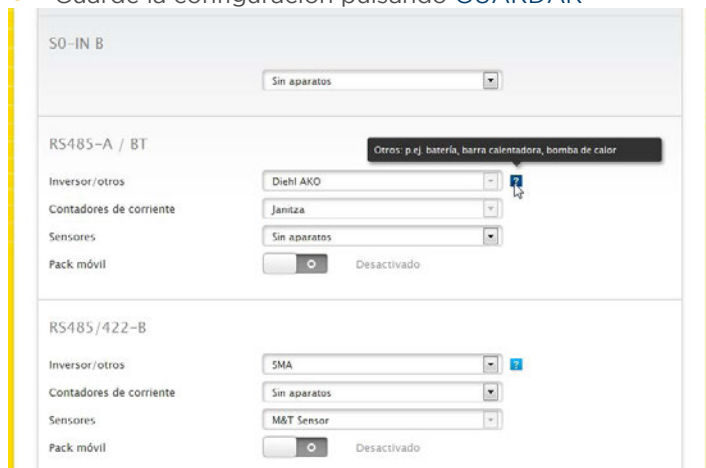 Guarde la configuración pulsando GUARDAR
S0-IN B
Sin aparatos
RS485-A / BT
Otros: p.ej. batería, barra calentadora, bomba de calor
Inversor/otros Diehl AKO ?
Contadores de corriente Janitza
Sensores Sin aparatos
Pack móvil Desactivado
RS485/422-B
Inversor/otros SMA ?
Contadores de corriente Sin aparatos
Sensores M&T Sensor
Pack móvil Desactivado